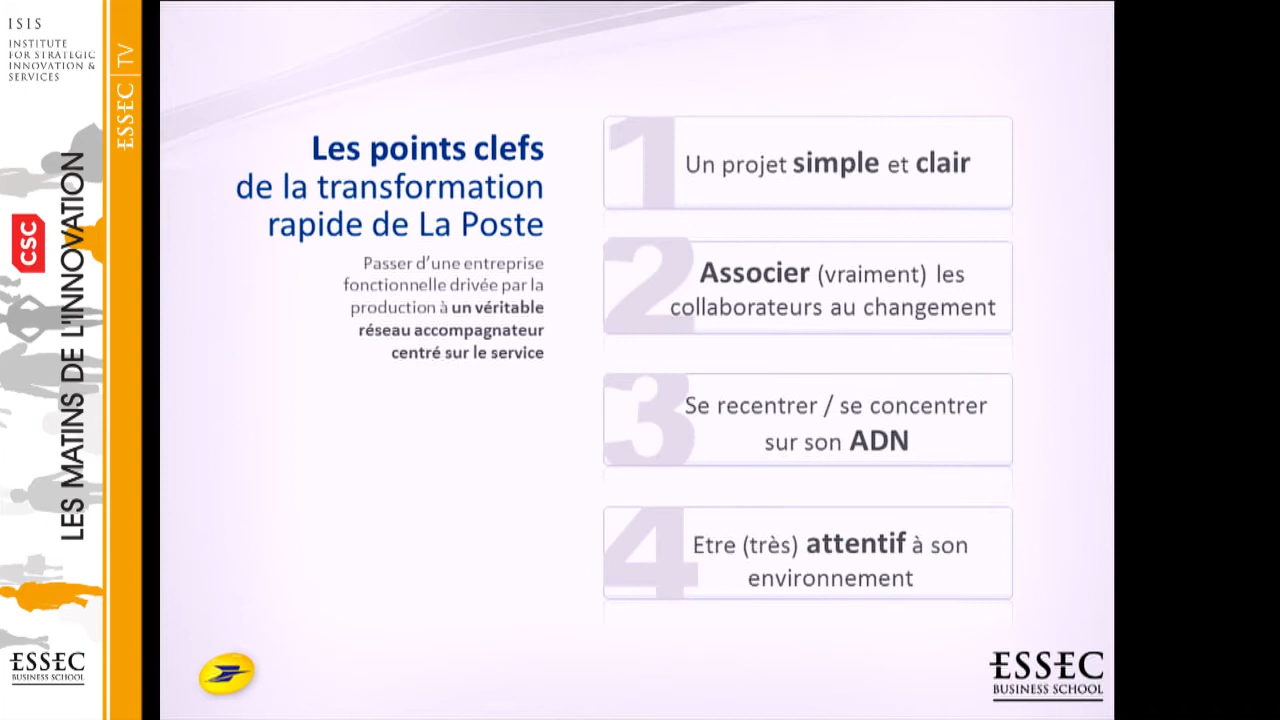 ISIS
INSTITUTE
FOR STRATEGIC
INNOVATION &
SERVICES
ESSEC | TV
CSC
LES MATINS DE L'INNOVATION
ESSEC
BUSINESS SCHOOL
Les points clefs
de la transformation
rapide de La Poste
Passer d'une entreprise
fonctionnelle drivée par la
production à un véritable
réseau accompagnateur
centré sur le service
1
Un projet simple et clair
2
Associer (vraiment) les
collaborateurs au changement
3
Se recentrer / se concentrer
sur son ADN
4
Etre (très) attentif à son
environnement
ESSEC
BUSINESS SCHOOL